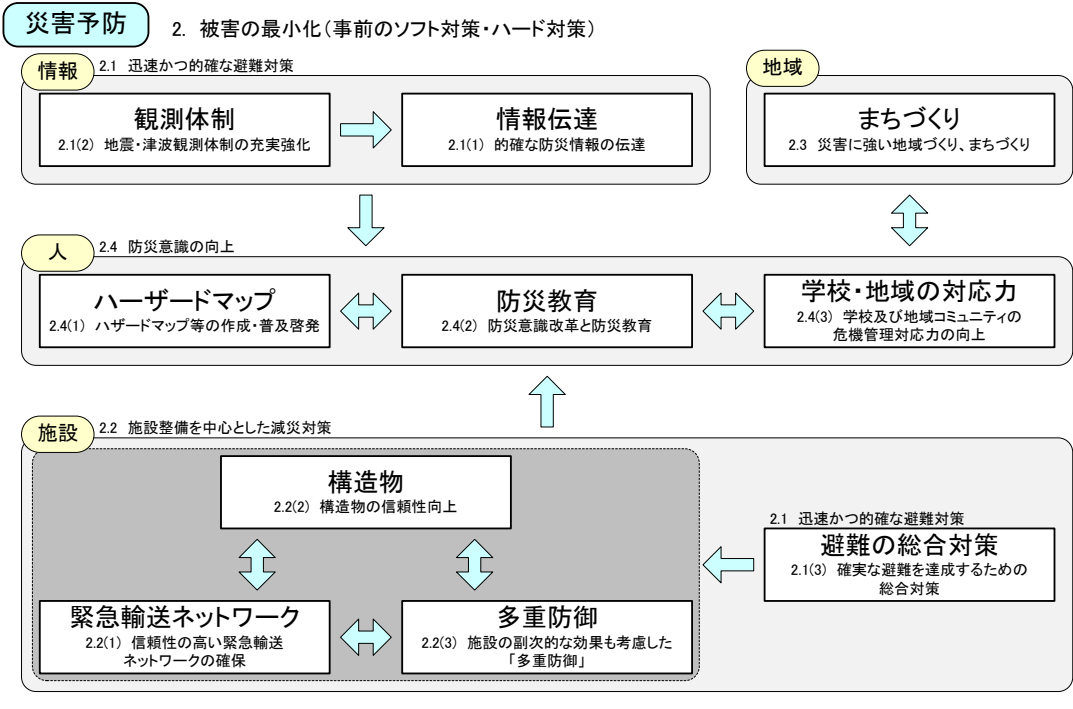 災害予防
2. 被害の最小化(事前のソフト対策・ハード対策)
情報
2.1 迅速かつ的確な避難対策
観測体制
2.1(2) 地震・津波観測体制の充実強化
情報伝達
2.1(1) 的確な防災情報の伝達
地域
まちづくり
2.3 災害に強い地域づくり、まちづくり
人
2.4 防災意識の向上
ハーザードマップ
2.4(1) ハザードマップ等の作成・普及啓発
防災教育
2.4(2) 防災意識改革と防災教育
学校・地域の対応力
2.4(3) 学校及び地域コミュニティの
危機管理対応力の向上
施設
2.2 施設整備を中心とした減災対策
構造物
2.2(2) 構造物の信頼性向上
緊急輸送ネットワーク
2.2(1) 信頼性の高い緊急輸送
ネットワークの確保
多重防御
2.2(3) 施設の副次的な効果も考慮した
「多重防御」
2.1 迅速かつ的確な避難対策
避難の総合対策
2.1(3) 確実な避難を達成するための
総合対策